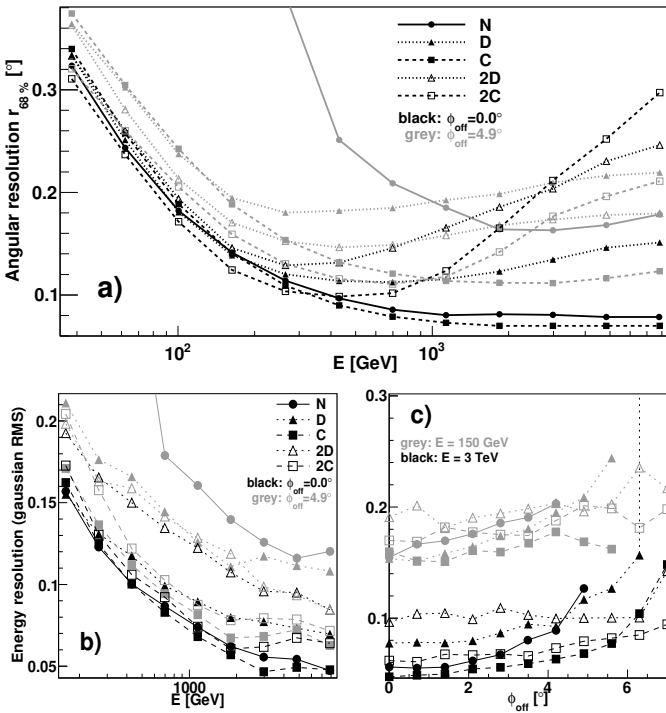 Angular resolution r68 % [°]
0.3
0.2
0.1
N
D
C
2D
2C
black: ϕoff=0.0°
grey: ϕoff=4.9°
a)
10²
10³
E [GeV]
Energy resolution (gaussian RMS)
0.2
0.15
0.1
0.05
N
D
C
2D
2C
black: ϕoff=0.0°
grey: ϕoff=4.9°
b)
1000
E [GeV]
0.3
0.2
0.1
c)
grey: E = 150 GeV
black: E = 3 TeV
0
2
4
6
ϕoff [°]